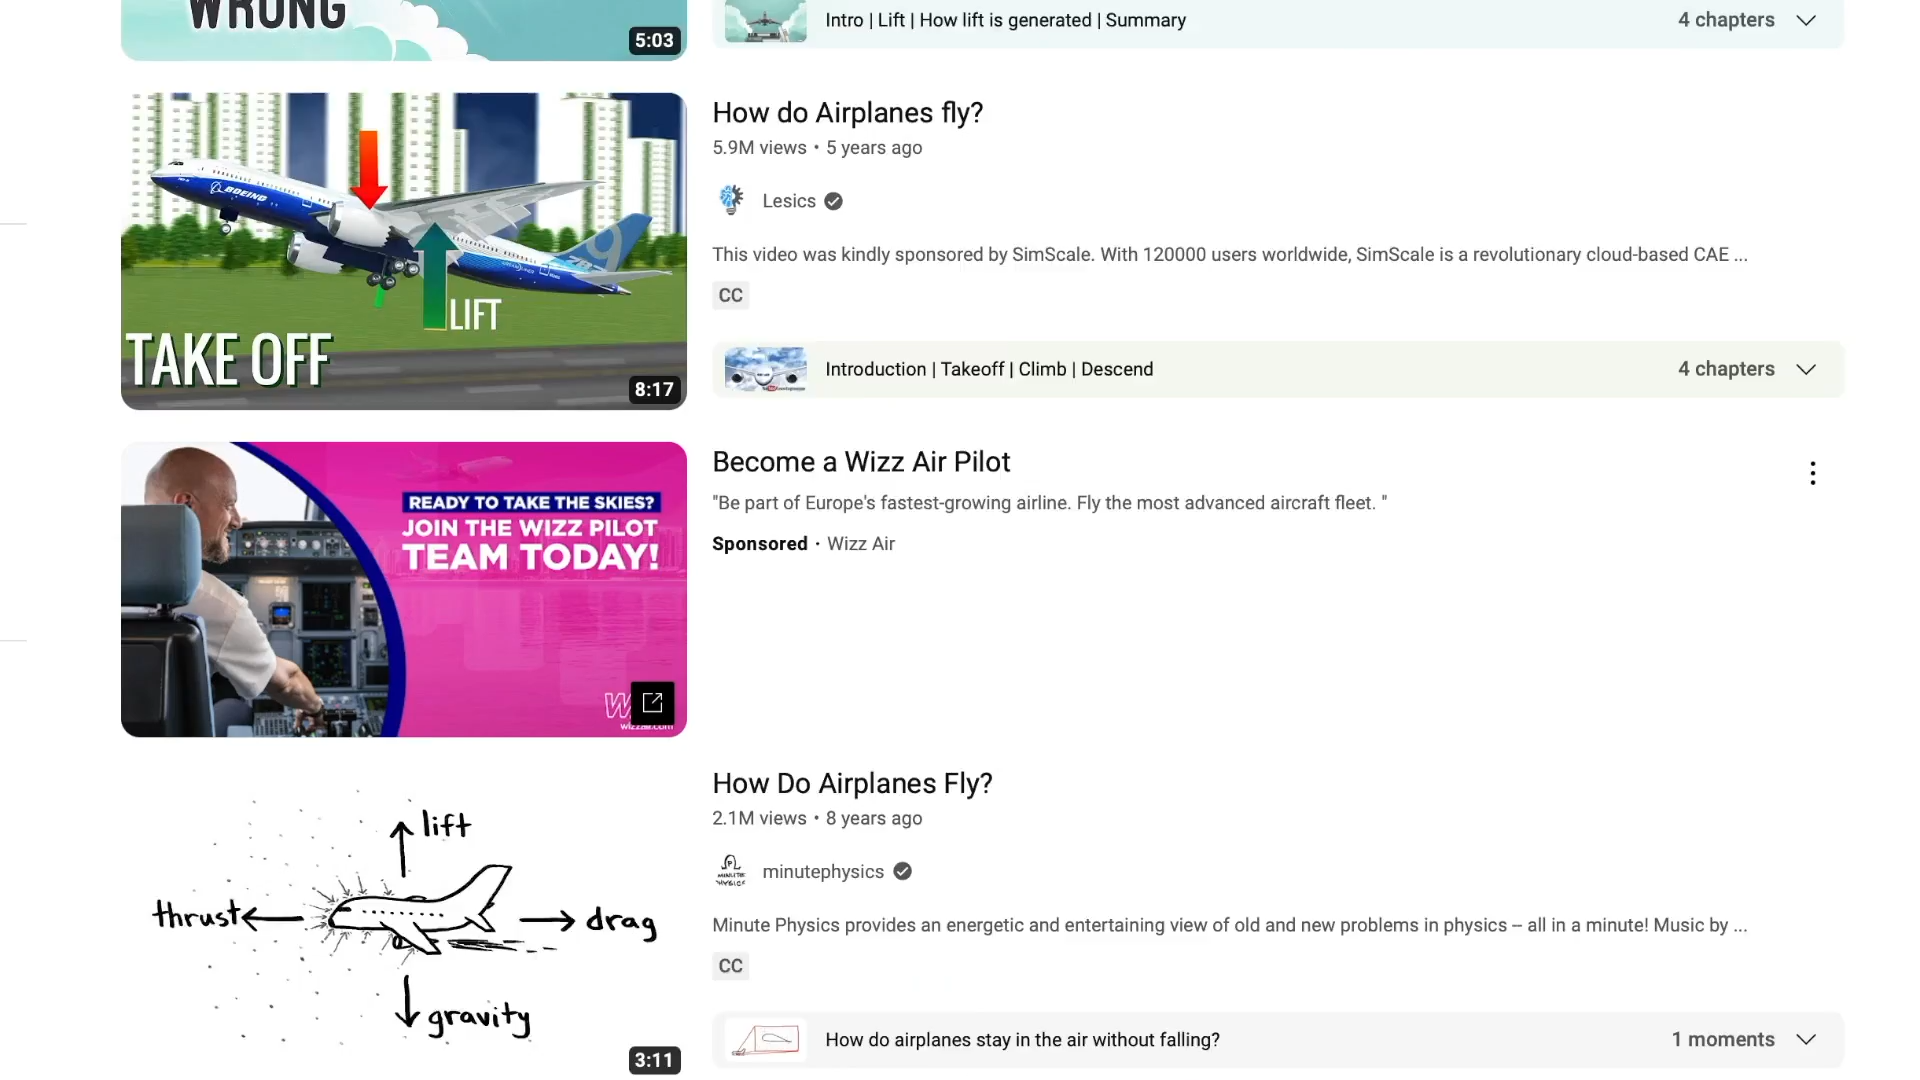 WRONG
5:03
Intro | Lift | How lift is generated | Summary
4 chapters
BOEING
LIFT
TAKE OFF
8:17
How do Airplanes fly?
5.9M views • 5 years ago
Lesics
This video was kindly sponsored by SimScale. With 120000 users worldwide, SimScale is a revolutionary cloud-based CAE ...
CC
Introduction | Takeoff | Climb | Descend
4 chapters
READY TO TAKE THE SKIES?
JOIN THE WIZZ PILOT
TEAM TODAY!
wizzair.com
Become a Wizz Air Pilot
"Be part of Europe's fastest-growing airline. Fly the most advanced aircraft fleet. "
Sponsored · Wizz Air
lift
thrust
drag
gravity
3:11
How Do Airplanes Fly?
2.1M views • 8 years ago
MINUTE
PHYSICS
minutephysics
Minute Physics provides an energetic and entertaining view of old and new problems in physics -- all in a minute! Music by ...
CC
How do airplanes stay in the air without falling?
1 moments